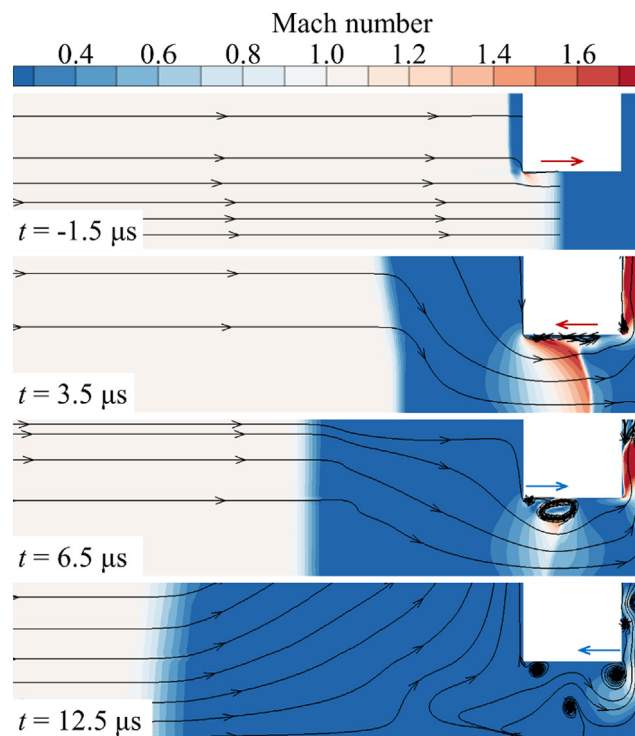 Mach number
0.4 0.6 0.8 1.0 1.2 1.4 1.6
t = -1.5 μs
t = 3.5 μs
t = 6.5 μs
t = 12.5 μs